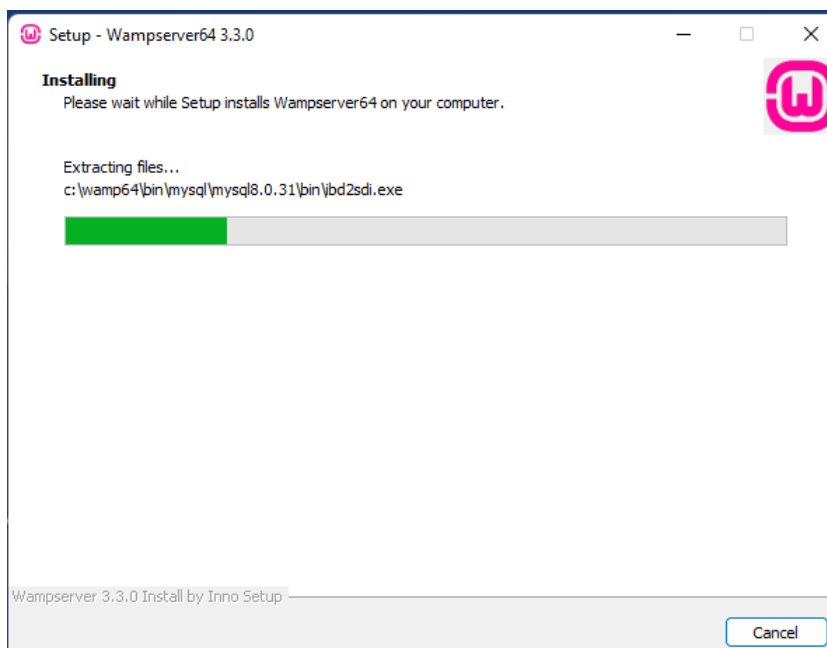 Setup - Wampserver64 3.3.0
Installing
Please wait while Setup installs Wampserver64 on your computer.
Extracting files...
c:\wamp64\bin\mysql\mysql8.0.31\bin\ibd2sdi.exe
Wampserver 3.3.0 Install by Inno Setup
Cancel